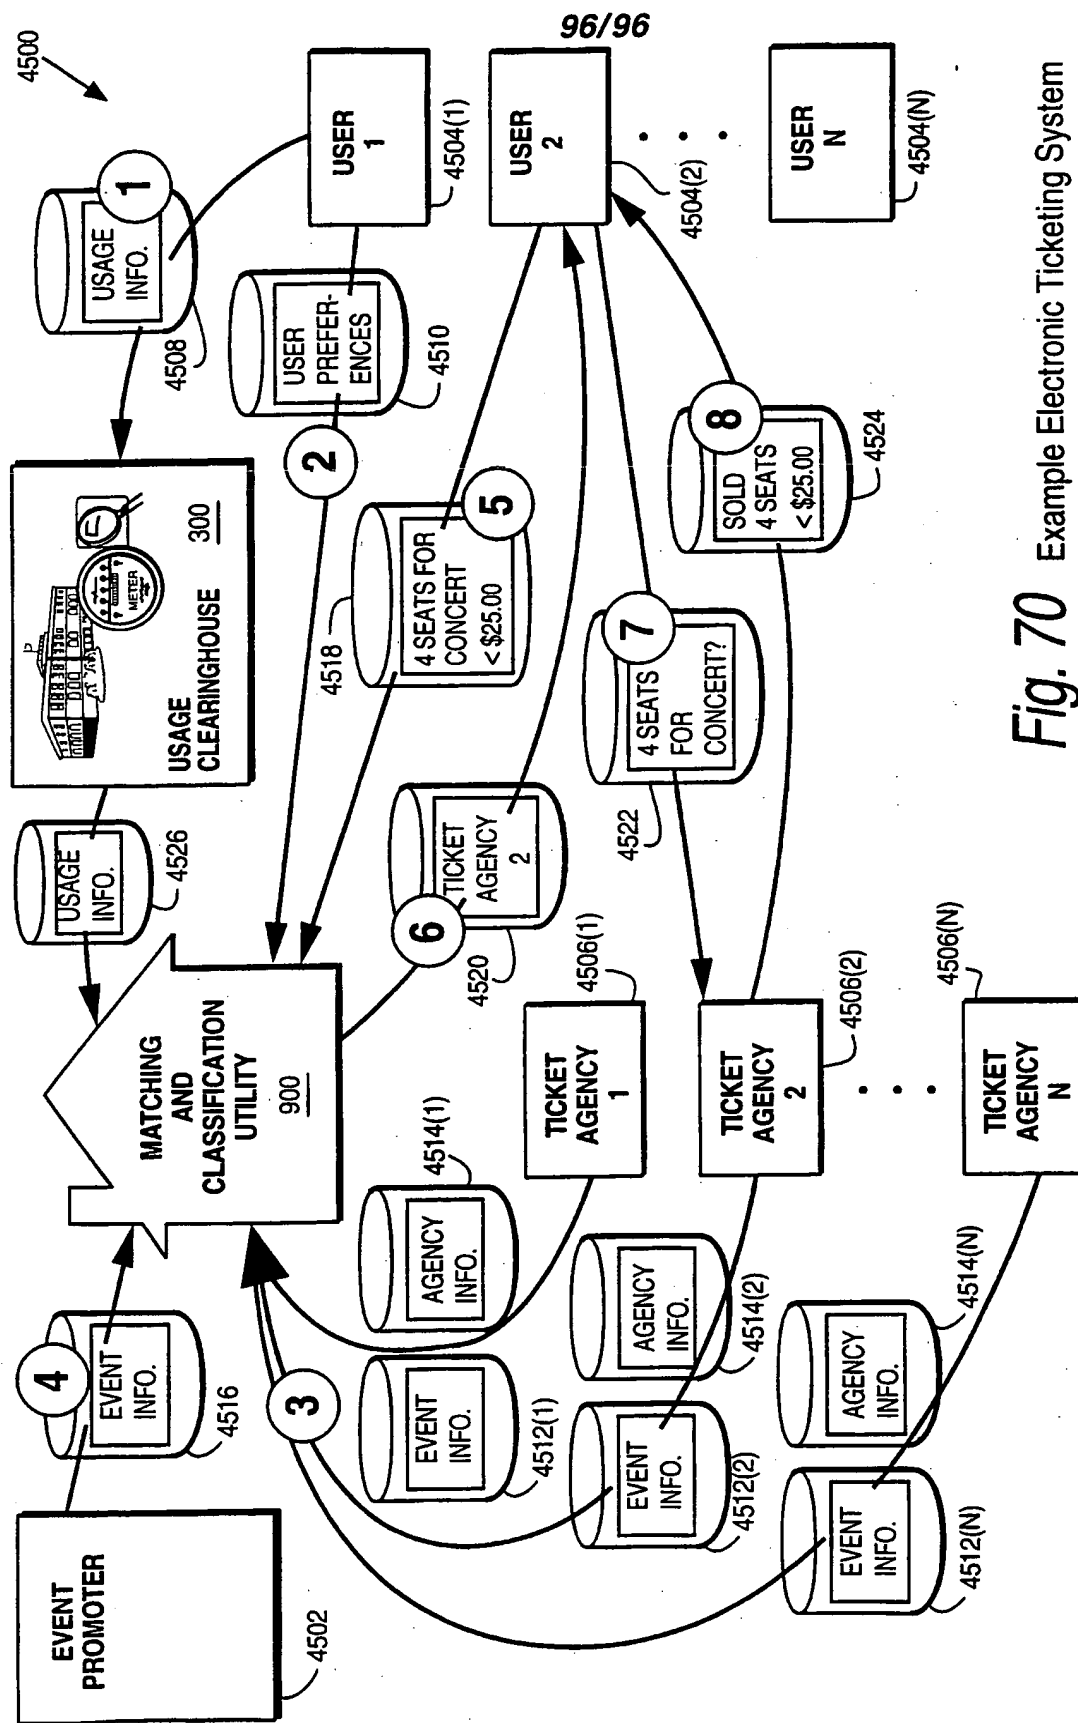 96/96
4500
EVENT
PROMOTER
4502
4
EVENT
INFO.
4516
MATCHING
AND
CLASSIFICATION
UTILITY
900
USAGE
INFO.
4526
METER
USAGE
CLEARINGHOUSE
300
1
USAGE
INFO.
4508
USER
1
4504(1)
2
USER
PREFER-
ENCES
4510
USER
2
4504(2)
USER
N
4504(N)
3
EVENT
INFO.
4512(1)
AGENCY
INFO.
4514(1)
TICKET
AGENCY
1
4506(1)
EVENT
INFO.
4512(2)
AGENCY
INFO.
4514(2)
TICKET
AGENCY
2
4506(2)
EVENT
INFO.
4512(N)
AGENCY
INFO.
4514(N)
TICKET
AGENCY
N
4506(N)
5
4 SEATS FOR
CONCERT
< $25.00
4518
6
TICKET
AGENCY
2
4520
7
4 SEATS
FOR
CONCERT?
4522
8
SOLD
4 SEATS
< $25.00
4524
Fig. 70 Example Electronic Ticketing System